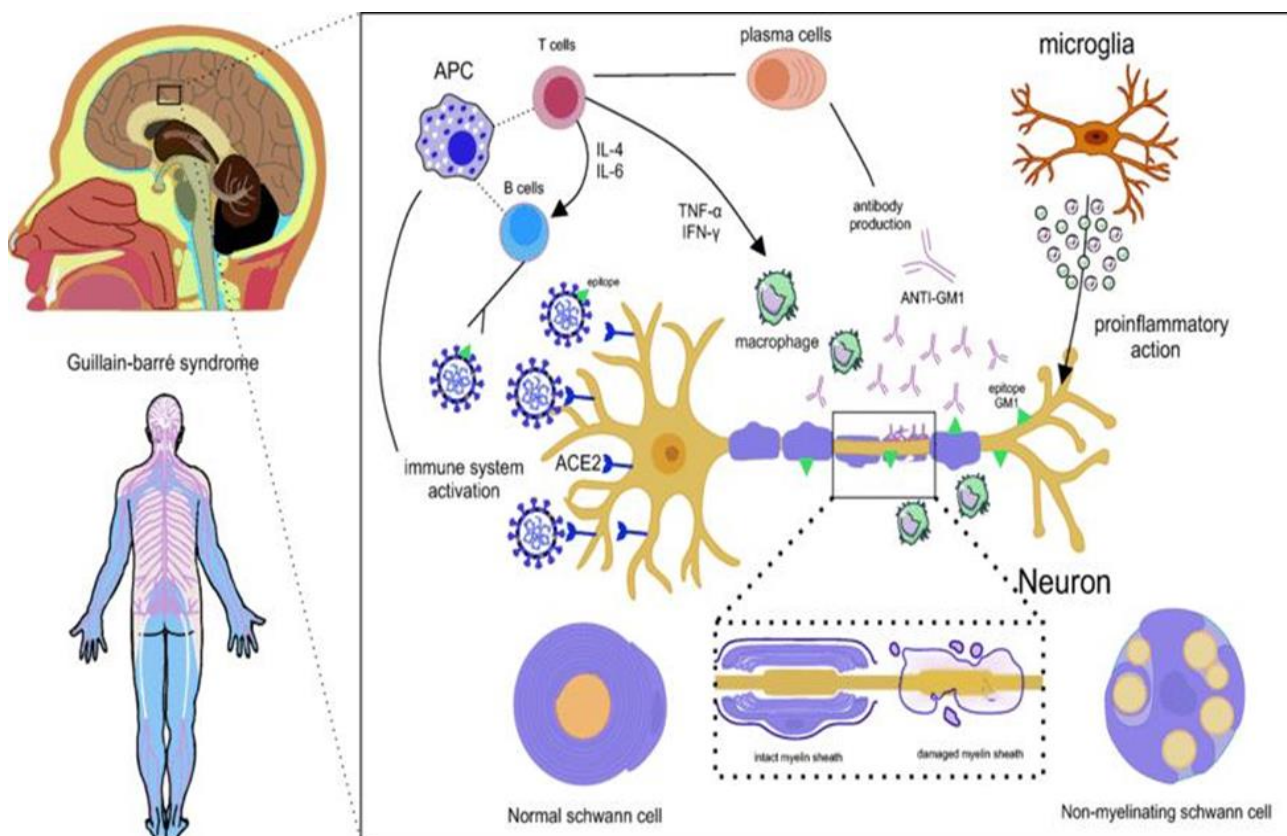 Guillain-barré syndrome
APC
T cells
plasma cells
microglia
IL-4
IL-6
B cells
TNF-α
IFN-γ
antibody
production
ANTI-GM1
epitope
macrophage
proinflammatory
action
epitope
GM1
immune system
activation
ACE2
Neuron
intact myelin sheath
damaged myelin sheath
Normal schwann cell
Non-myelinating schwann cell